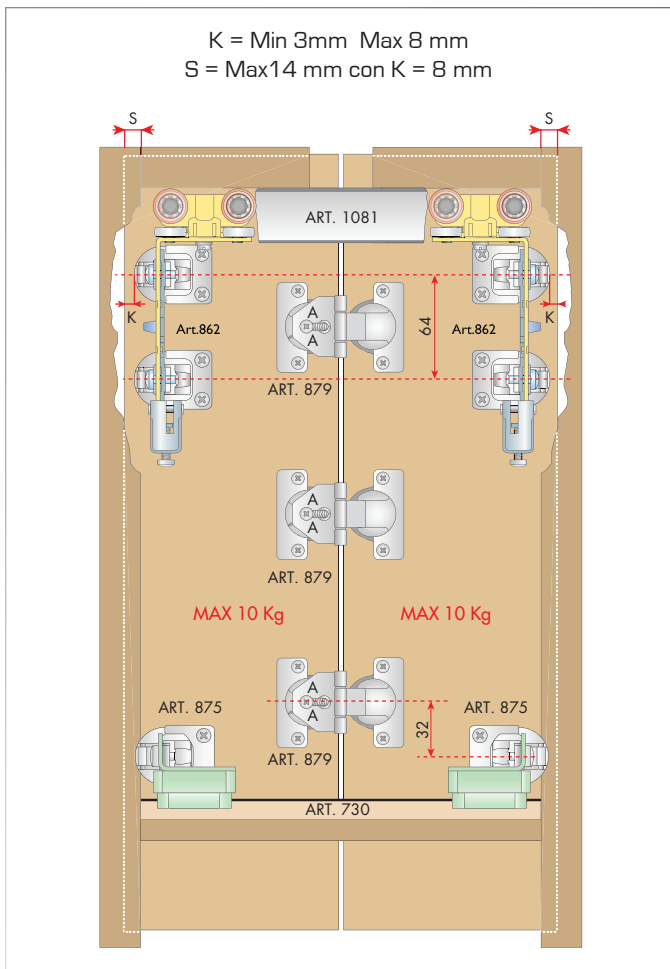 K = Min 3mm Max 8 mm
S = Max14 mm con K = 8 mm
S
S
ART. 1081
K
Art.862
A
A
64
Art.862
K
ART. 879
A
A
ART. 879
MAX 10 Kg
MAX 10 Kg
ART. 875
A
A
ART. 875
32
ART. 879
ART. 730